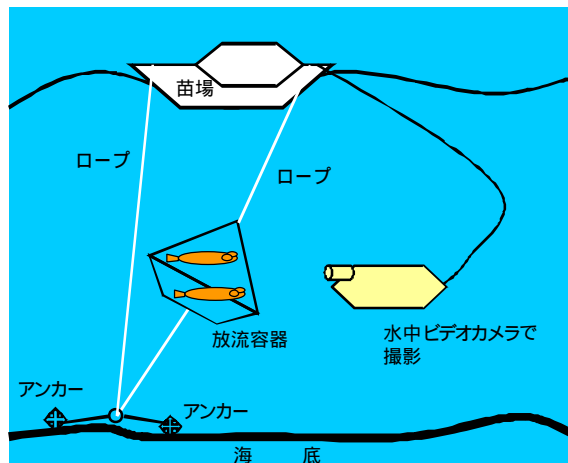 苗場
ロープ
ロープ
放流容器
水中ビデオカメラで
撮影
アンカー
アンカー
海 底